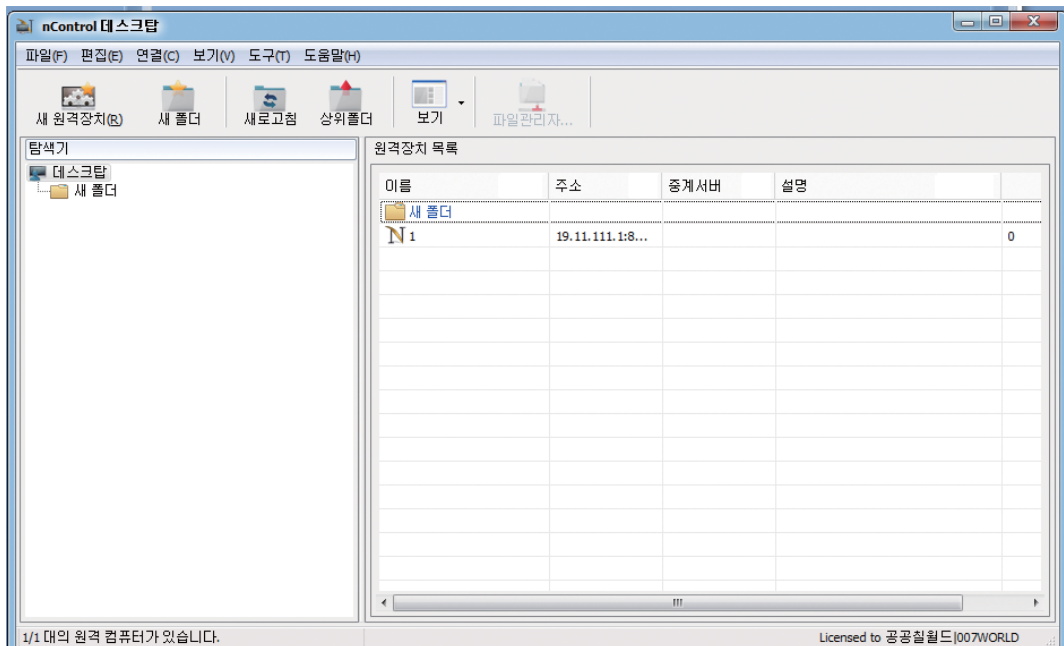 nControl 데스크탑
파일(F) 편집(E) 연결(C) 보기(V) 도구(T) 도움말(H)
새 원격장치(R) 새 폴더 새로고침 상위폴더 보기 파일관리자...
탐색기
데스크탑
새 폴더
원격장치 목록
이름 주소 중계서버 설명
새 폴더
1 19.11.111.1:8... 0
1/1 대의 원격 컴퓨터가 있습니다.
Licensed to 공공칠월드|007WORLD